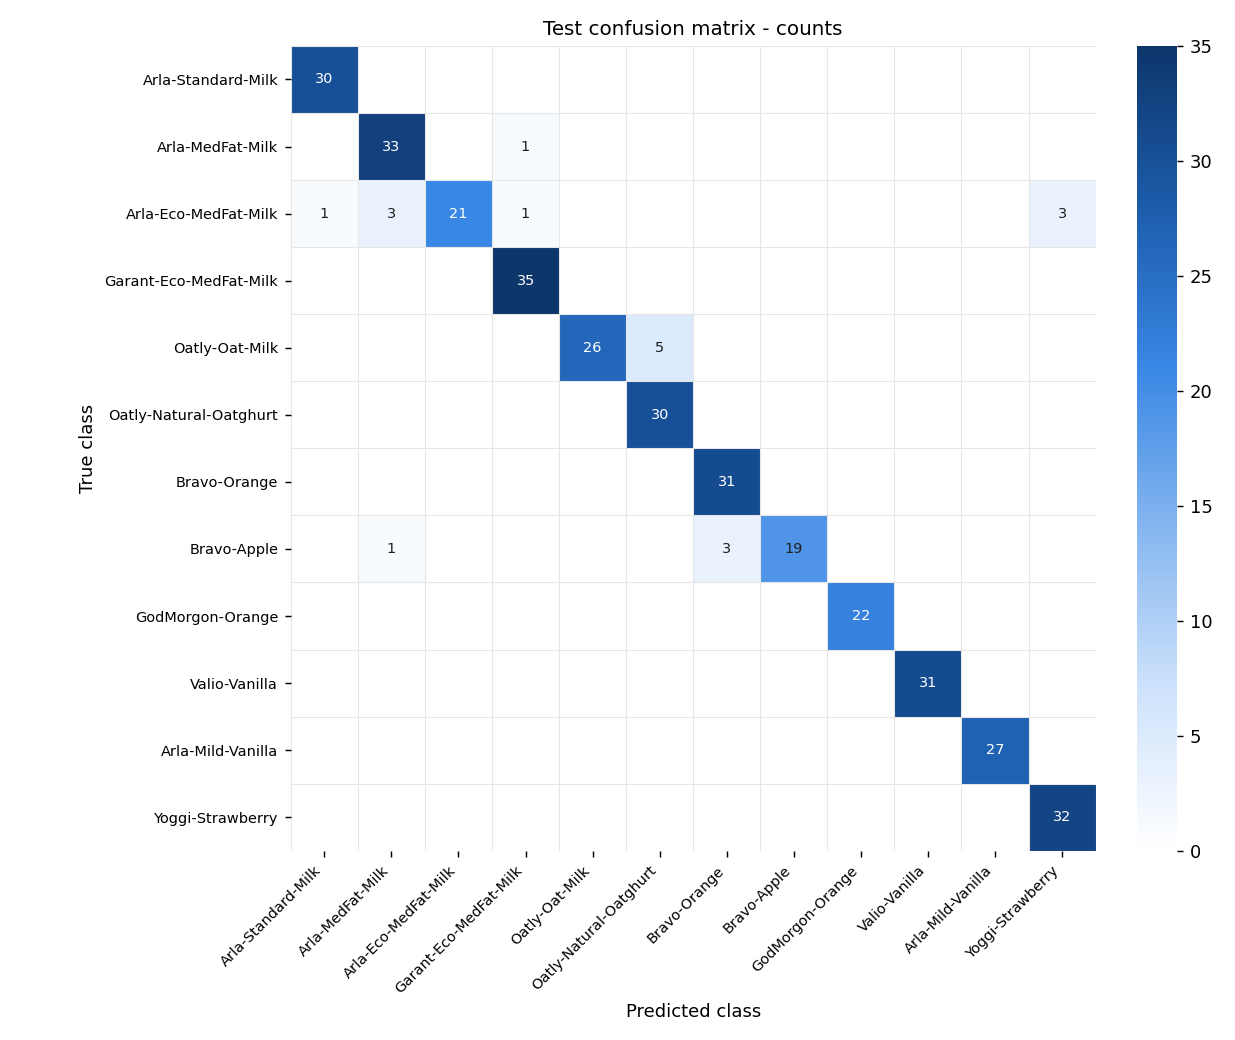 Test confusion matrix - counts
True class
Arla-Standard-Milk 30
Arla-MedFat-Milk 33 1
Arla-Eco-MedFat-Milk 1 3 21 1 3
Garant-Eco-MedFat-Milk 35
Oatly-Oat-Milk 26 5
Oatly-Natural-Oatghurt 30
Bravo-Orange 31
Bravo-Apple 1 3 19
GodMorgon-Orange 22
Valio-Vanilla 31
Arla-Mild-Vanilla 27
Yoggi-Strawberry 32
Arla-Standard-Milk
Arla-MedFat-Milk
Arla-Eco-MedFat-Milk
Garant-Eco-MedFat-Milk
Oatly-Oat-Milk
Oatly-Natural-Oatghurt
Bravo-Orange
Bravo-Apple
GodMorgon-Orange
Valio-Vanilla
Arla-Mild-Vanilla
Yoggi-Strawberry
Predicted class
35
30
25
20
15
10
5
0